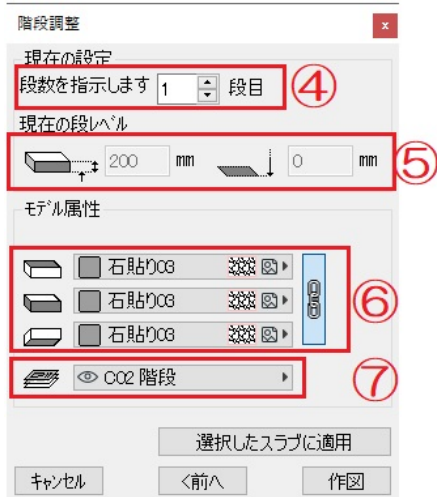 階段調整 x
現在の設定
段数を指示します 1 段目 ④
現在の段ﾚﾍﾞﾙ
200 mm 0 mm ⑤
ﾓﾃﾞﾙ属性
石貼り03
石貼り03 ⑥
石貼り03
C02 階段 ⑦
選択したスラブに適用
ｷｬﾝｾﾙ <前へ 作図